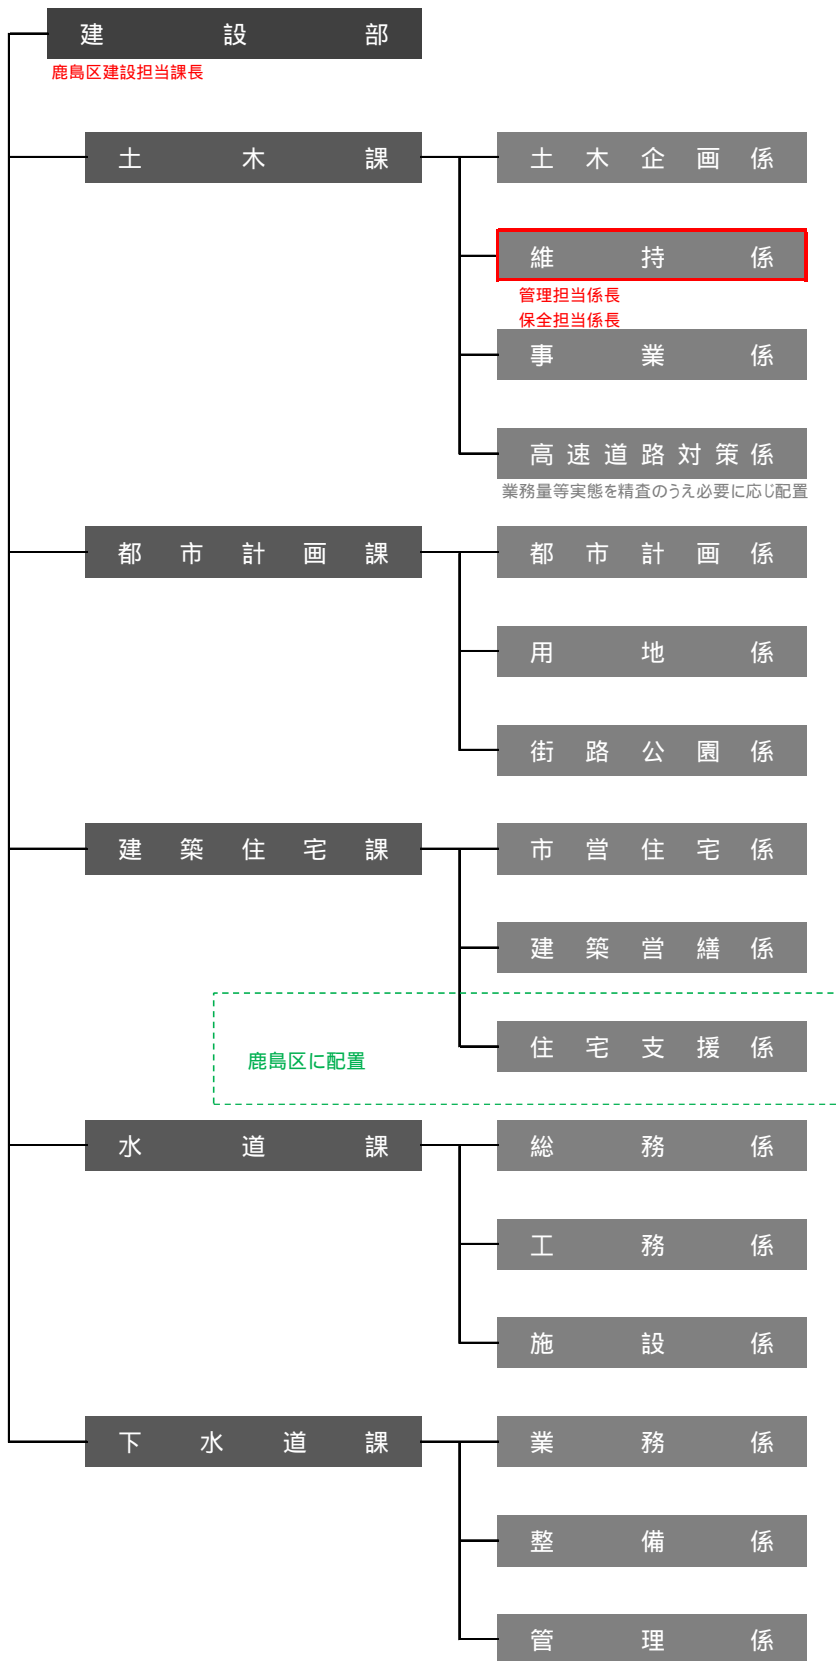 建設部
鹿島区建設担当課長
土木課
土木企画係
維持係
管理担当係長
保全担当係長
事業係
高速道路対策係
業務量等実態を精査のうえ必要に応じ配置
都市計画課
都市計画係
用地係
街路公園係
建築住宅課
市営住宅係
建築営繕係
鹿島区に配置
住宅支援係
水道課
総務係
工務係
施設係
下水道課
業務係
整備係
管理係